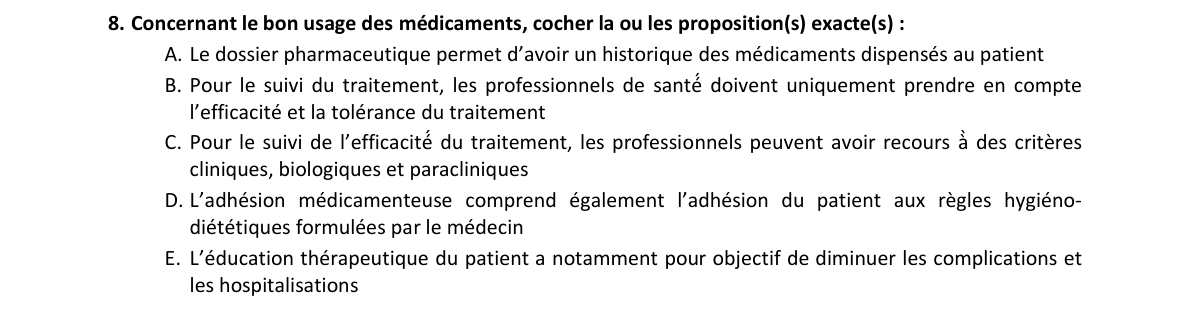 8. Concernant le bon usage des médicaments, cocher la ou les proposition(s) exacte(s) :
A. Le dossier pharmaceutique permet d’avoir un historique des médicaments dispensés au patient
B. Pour le suivi du traitement, les professionnels de santé doivent uniquement prendre en compte
l’efficacité et la tolérance du traitement
C. Pour le suivi de l’efficacité du traitement, les professionnels peuvent avoir recours à des critères
cliniques, biologiques et paracliniques
D. L’adhésion médicamenteuse comprend également l’adhésion du patient aux règles hygiéno-
diététiques formulées par le médecin
E. L’éducation thérapeutique du patient a notamment pour objectif de diminuer les complications et
les hospitalisations